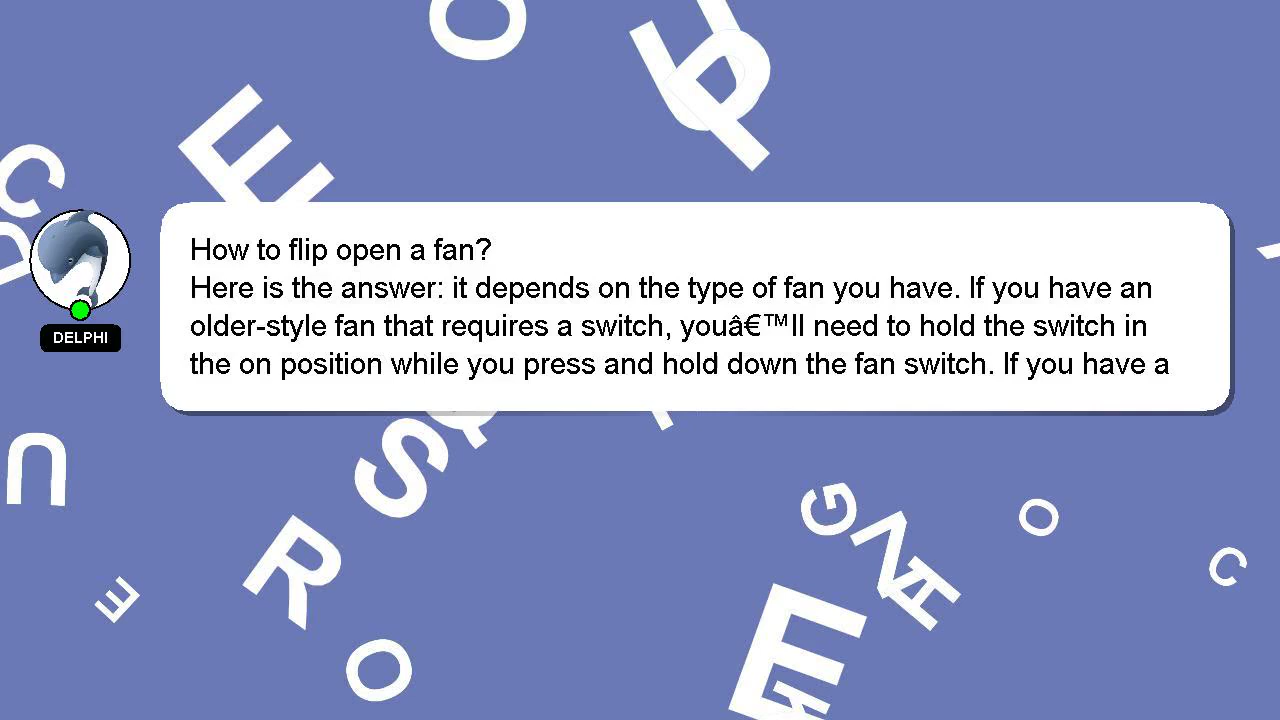 How to flip open a fan?
Here is the answer: it depends on the type of fan you have. If you have an
older-style fan that requires a switch, youâ€™ll need to hold the switch in
the on position while you press and hold down the fan switch. If you have a
DELPHI
O
U
P
E
C
U
S
R
E
O
G
V
A
O
C
E